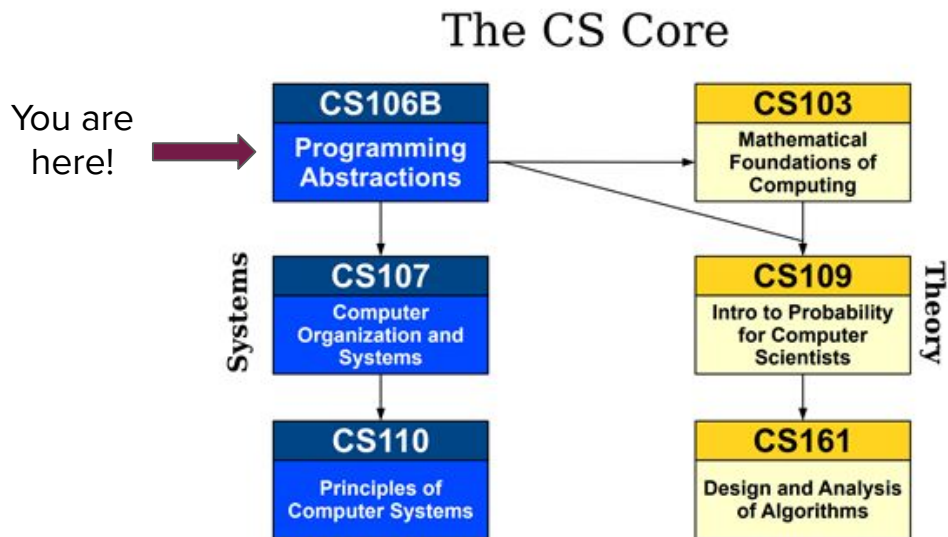 The CS Core
You are
here!
CS106B
Programming
Abstractions
CS103
Mathematical
Foundations of
Computing
Systems
CS107
Computer
Organization and
Systems
CS109
Intro to Probability
for Computer
Scientists
Theory
CS110
Principles of
Computer Systems
CS161
Design and Analysis
of Algorithms